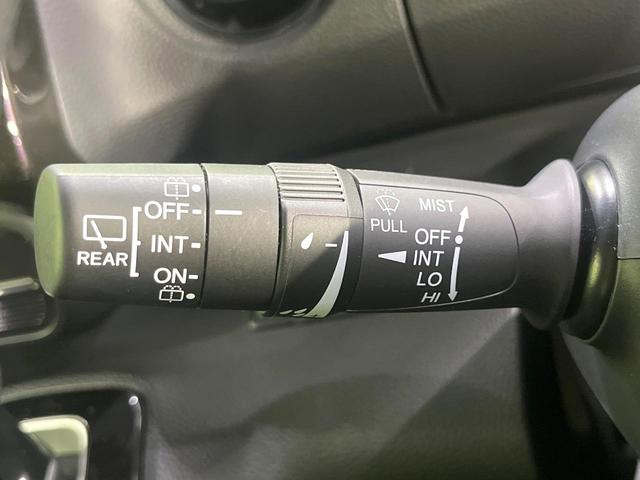 OFF
INT
ON
REAR
PULL
MIST
OFF
INT
LO
HI